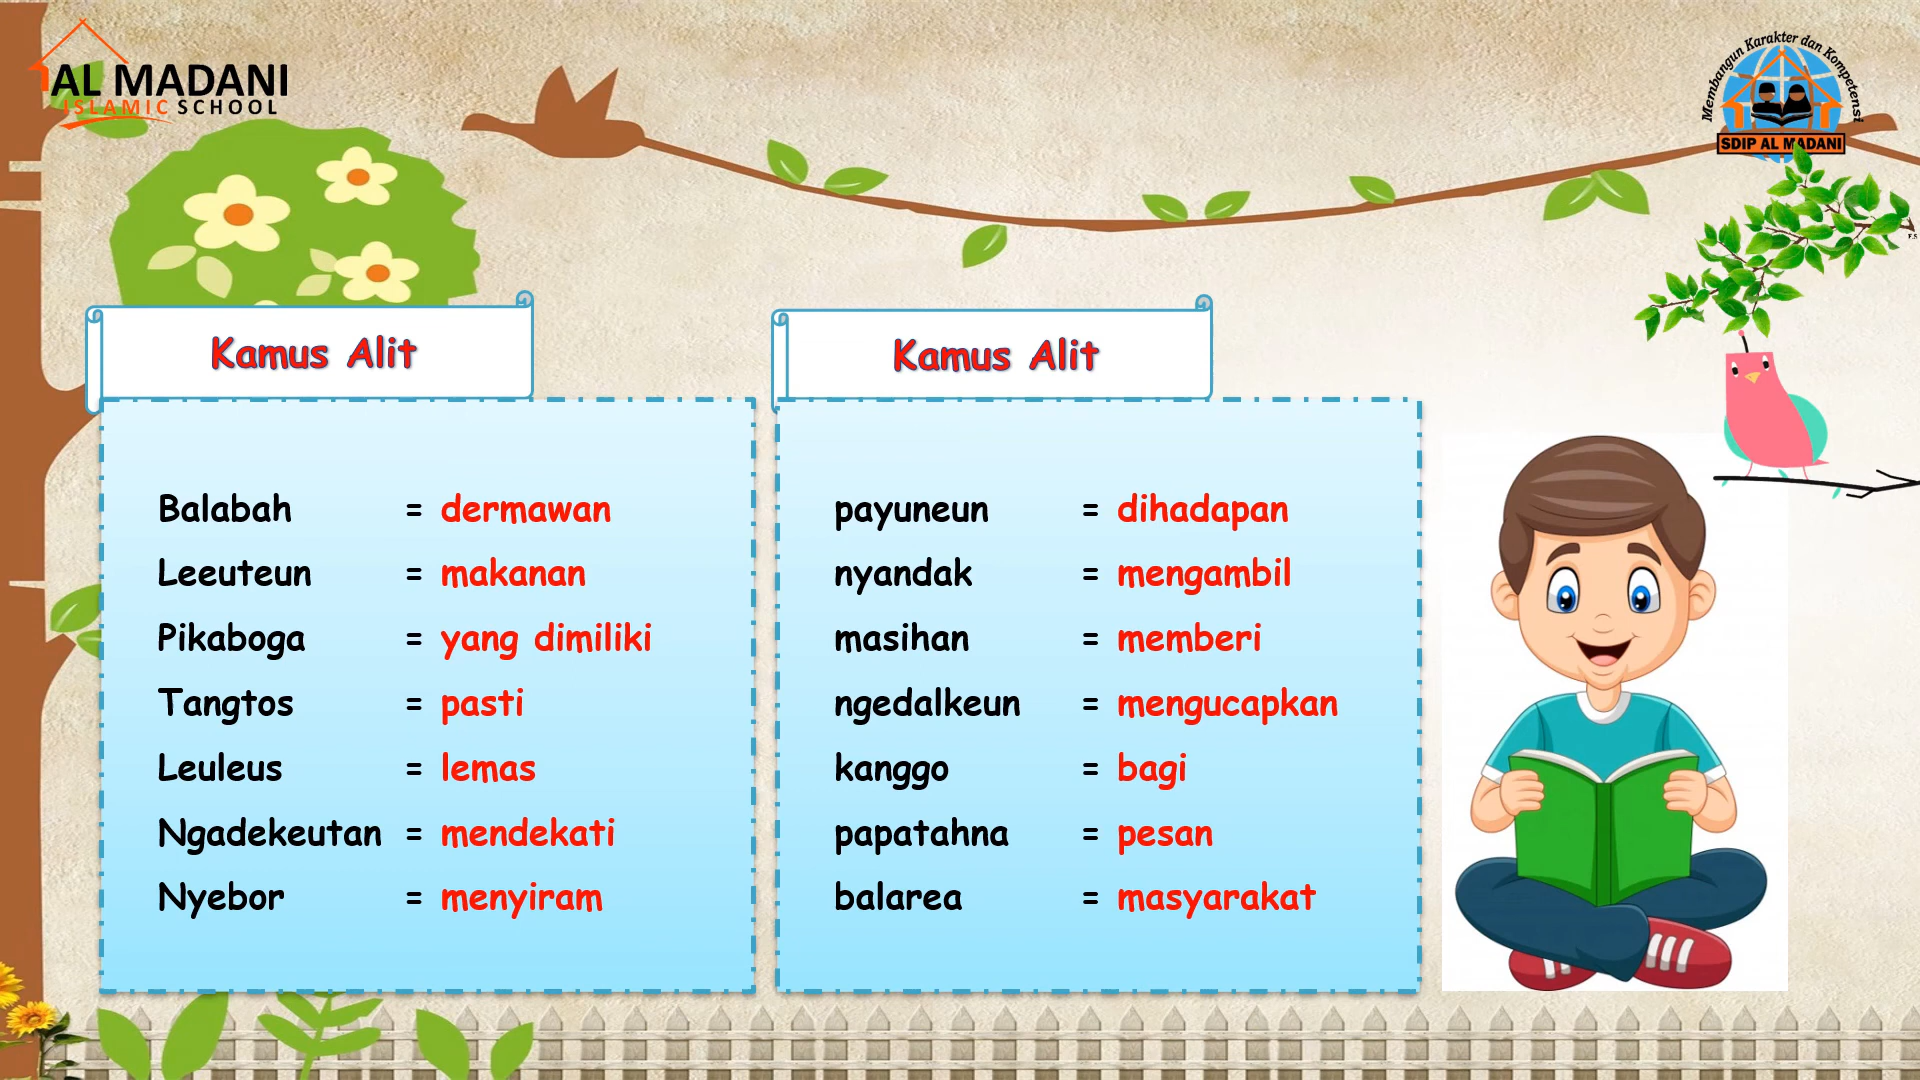 AL MADANI
ISLAMIC SCHOOL
Membangun Karakter dan Kompetensi
SDIP AL MADANI
F.S
Kamus Alit
Balabah = dermawan
Leeuteun = makanan
Pikaboga = yang dimiliki
Tangtos = pasti
Leuleus = lemas
Ngadekeutan = mendekati
Nyebor = menyiram
Kamus Alit
payuneun = dihadapan
nyandak = mengambil
masihan = memberi
ngedalkeun = mengucapkan
kanggo = bagi
papatahna = pesan
balarea = masyarakat